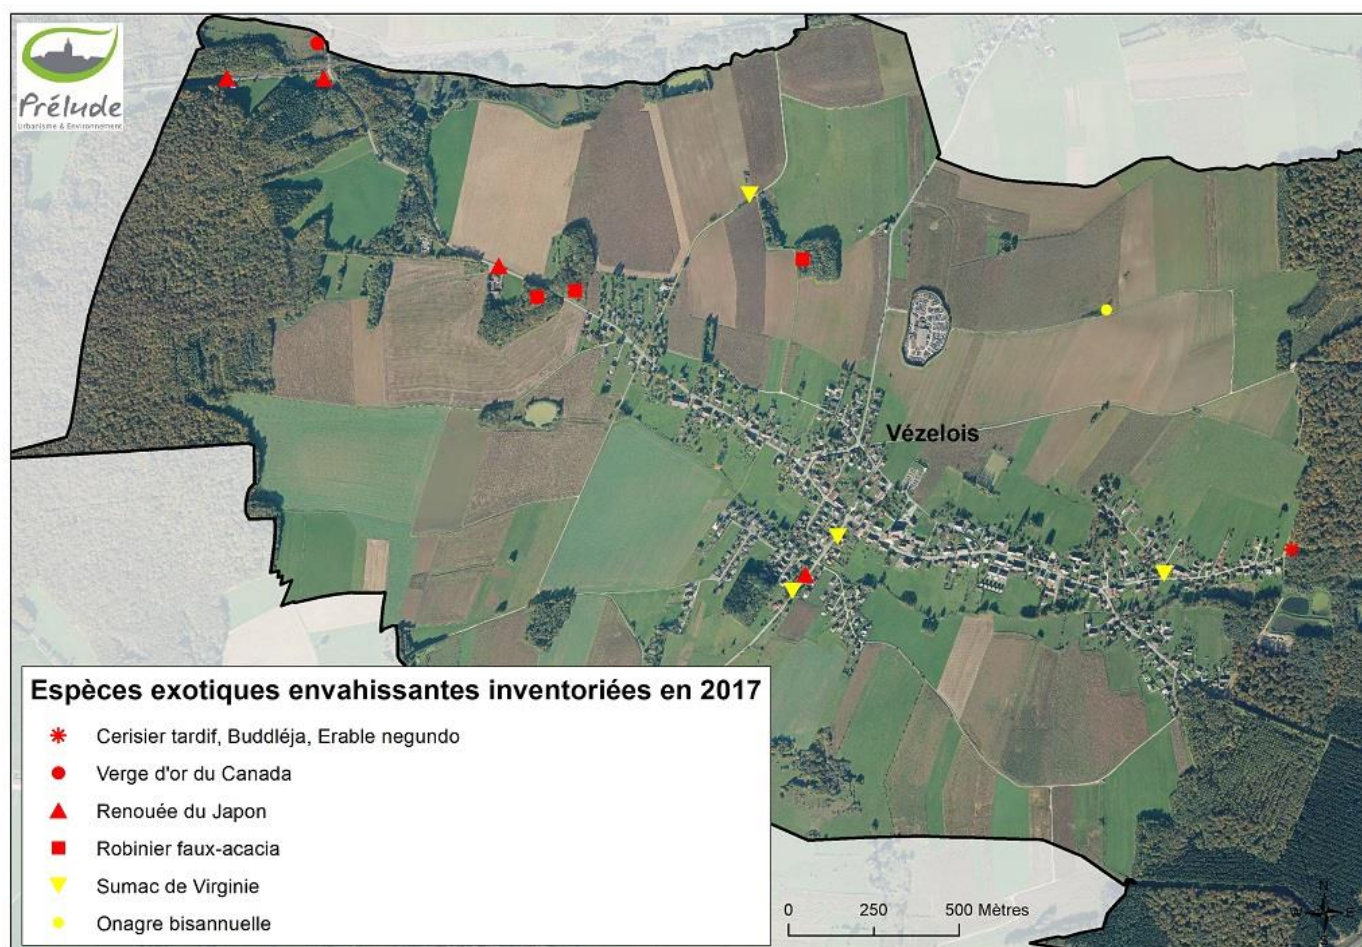 Prélude
Urbanisme & Environnement
Vézelois
Espèces exotiques envahissantes inventoriées en 2017
Cerisier tardif, Buddléja, Erable negundo
Verge d'or du Canada
Renouée du Japon
Robinier faux-acacia
Sumac de Virginie
Onagre bisannuelle
0 250 500 Mètres
N
W E
S